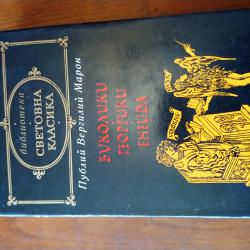 библиотека
СВЕТОВНА
КЛАСИКА
Публий Вергилий Марон
БУКОЛИКИ
ГЕОРГИКИ
ЕНЕИДА